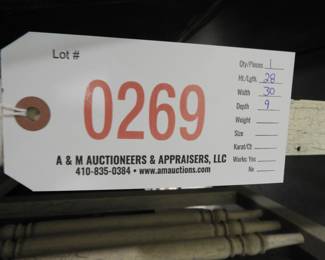 Lot #
0269
A & M AUCTIONEERS & APPRAISERS, LLC
410-835-0384 • www.amauctions.com
Qty/Pieces 1
Ht./Lgth. 28
Width 30
Depth 9
Weight
Size
Karat/Ct
Works: Yes
No